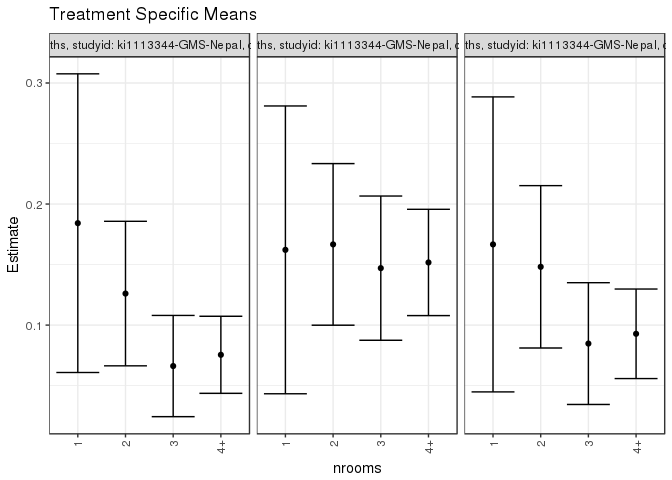 Treatment Specific Means
ths, studyid: ki1113344-GMS-Nepal, c ths, studyid: ki1113344-GMS-Nepal, c ths, studyid: ki1113344-GMS-Nepal, c
0.3
0.2
0.1
Estimate
1 2 3 4+ 1 2 3 4+ 1 2 3 4+
nrooms